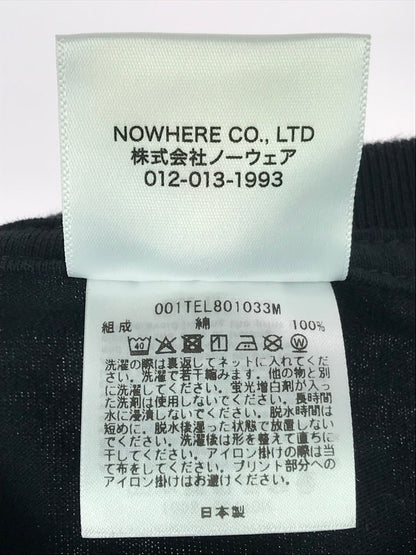 NOWHERE CO., LTD
株式会社ノーウェア
012-013-1993
001TEL801033M
組成 綿 100%
40 W
洗濯の際は裏返してネットに入れてくだ
さい。洗濯で若干縮みます。他の物と別
に洗濯してください。蛍光増白剤が入っ
た洗剤は使用しないでください。長時間
水に浸漬しないでください。脱水時間は
短めに。脱水後湿った状態で放置しない
でください。洗濯後は形を整えて直ちに
干してください。アイロン掛けの際は当
て布をしてください。プリント部分への
アイロン掛けはお避けください。
日本製